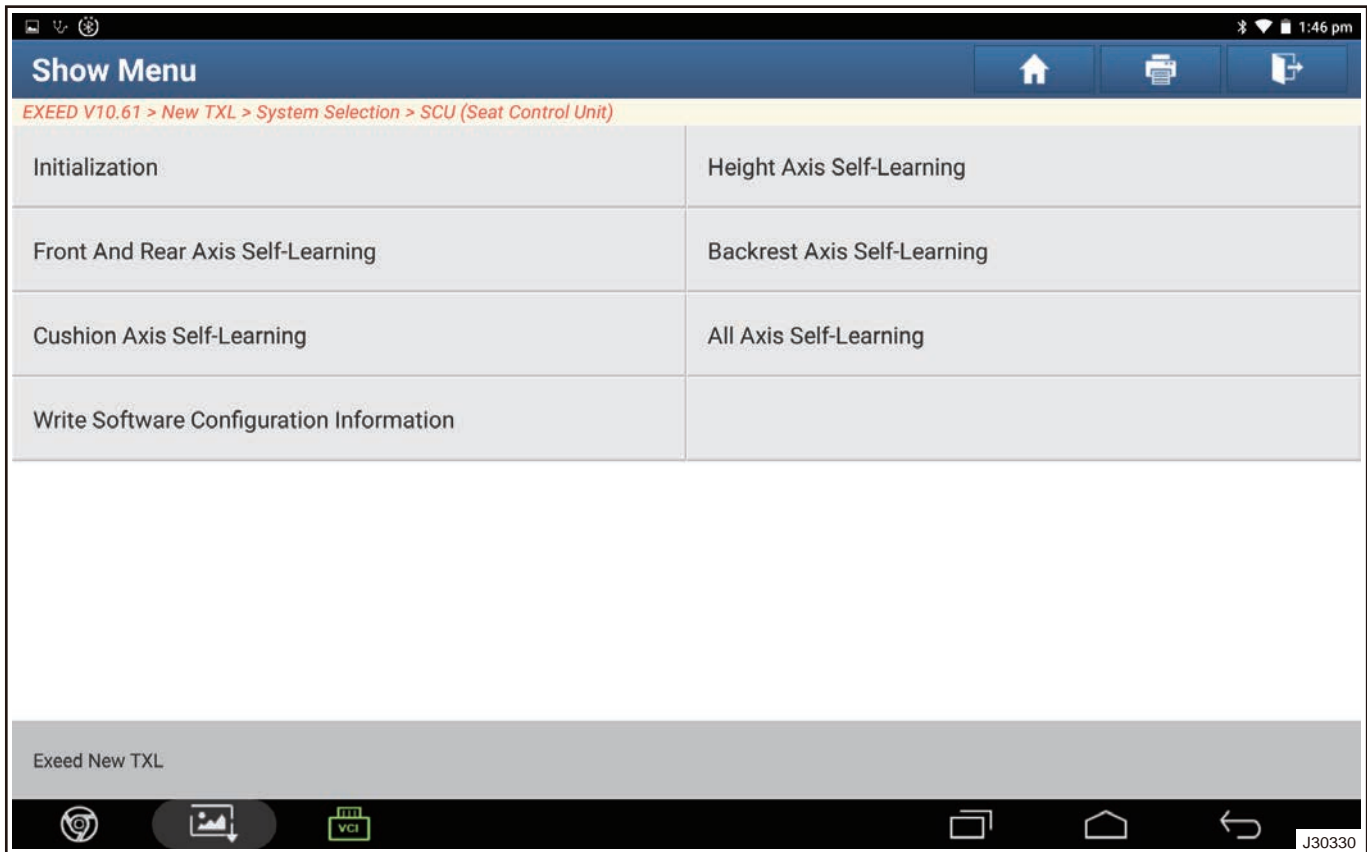 1:46 pm
Show Menu
EXEED V10.61 > New TXL > System Selection > SCU (Seat Control Unit)
Initialization
Height Axis Self-Learning
Front And Rear Axis Self-Learning
Backrest Axis Self-Learning
Cushion Axis Self-Learning
All Axis Self-Learning
Write Software Configuration Information
Exeed New TXL
VCI
J30330